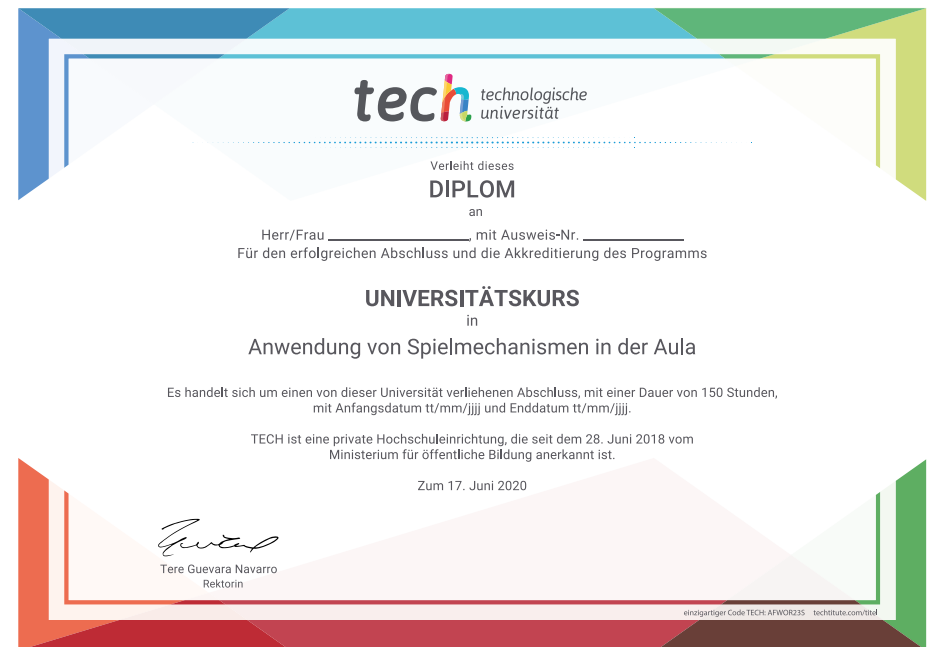 tech technologische
universität
Verleiht dieses
DIPLOM
an
Herr/Frau ____________________, mit Ausweis-Nr. ______________
Für den erfolgreichen Abschluss und die Akkreditierung des Programms
UNIVERSITÄTSKURS
in
Anwendung von Spielmechanismen in der Aula
Es handelt sich um einen von dieser Universität verliehenen Abschluss, mit einer Dauer von 150 Stunden,
mit Anfangsdatum tt/mm/jjjj und Enddatum tt/mm/jjjj.
TECH ist eine private Hochschuleinrichtung, die seit dem 28. Juni 2018 vom
Ministerium für öffentliche Bildung anerkannt ist.
Zum 17. Juni 2020
Tere Guevara Navarro
Rektorin
einzigartiger Code TECH: AFWOR23S techtitute.com/titel